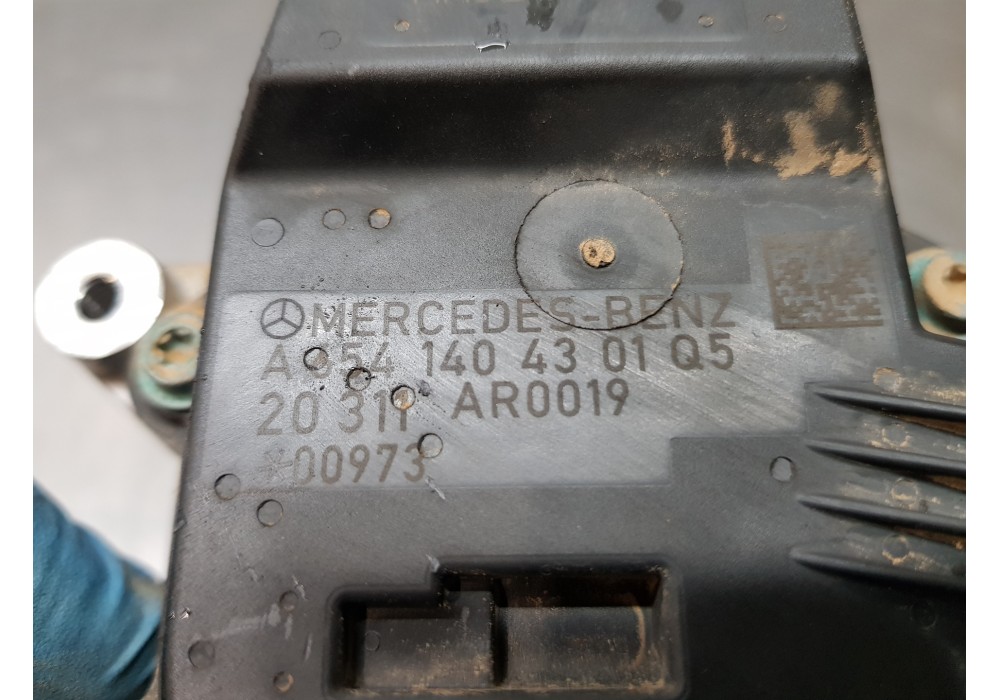 MERCEDES-BENZ
A 654 140 43 01 Q5
20 311 AR0019
*00973